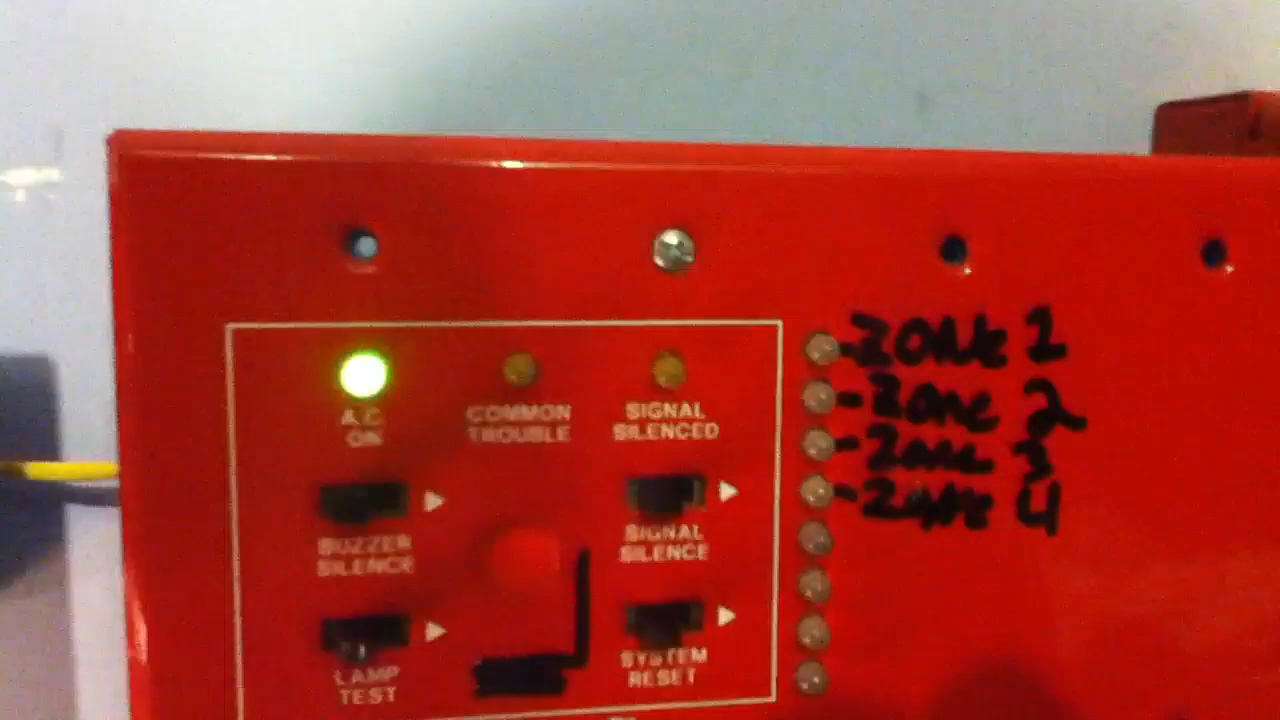 A.C.
ON
COMMON
TROUBLE
SIGNAL
SILENCED
BUZZER
SILENCE
SIGNAL
SILENCE
LAMP
TEST
SYSTEM
RESET
-ZONE 1
-ZONE 2
-ZONE 3
-ZONE 4